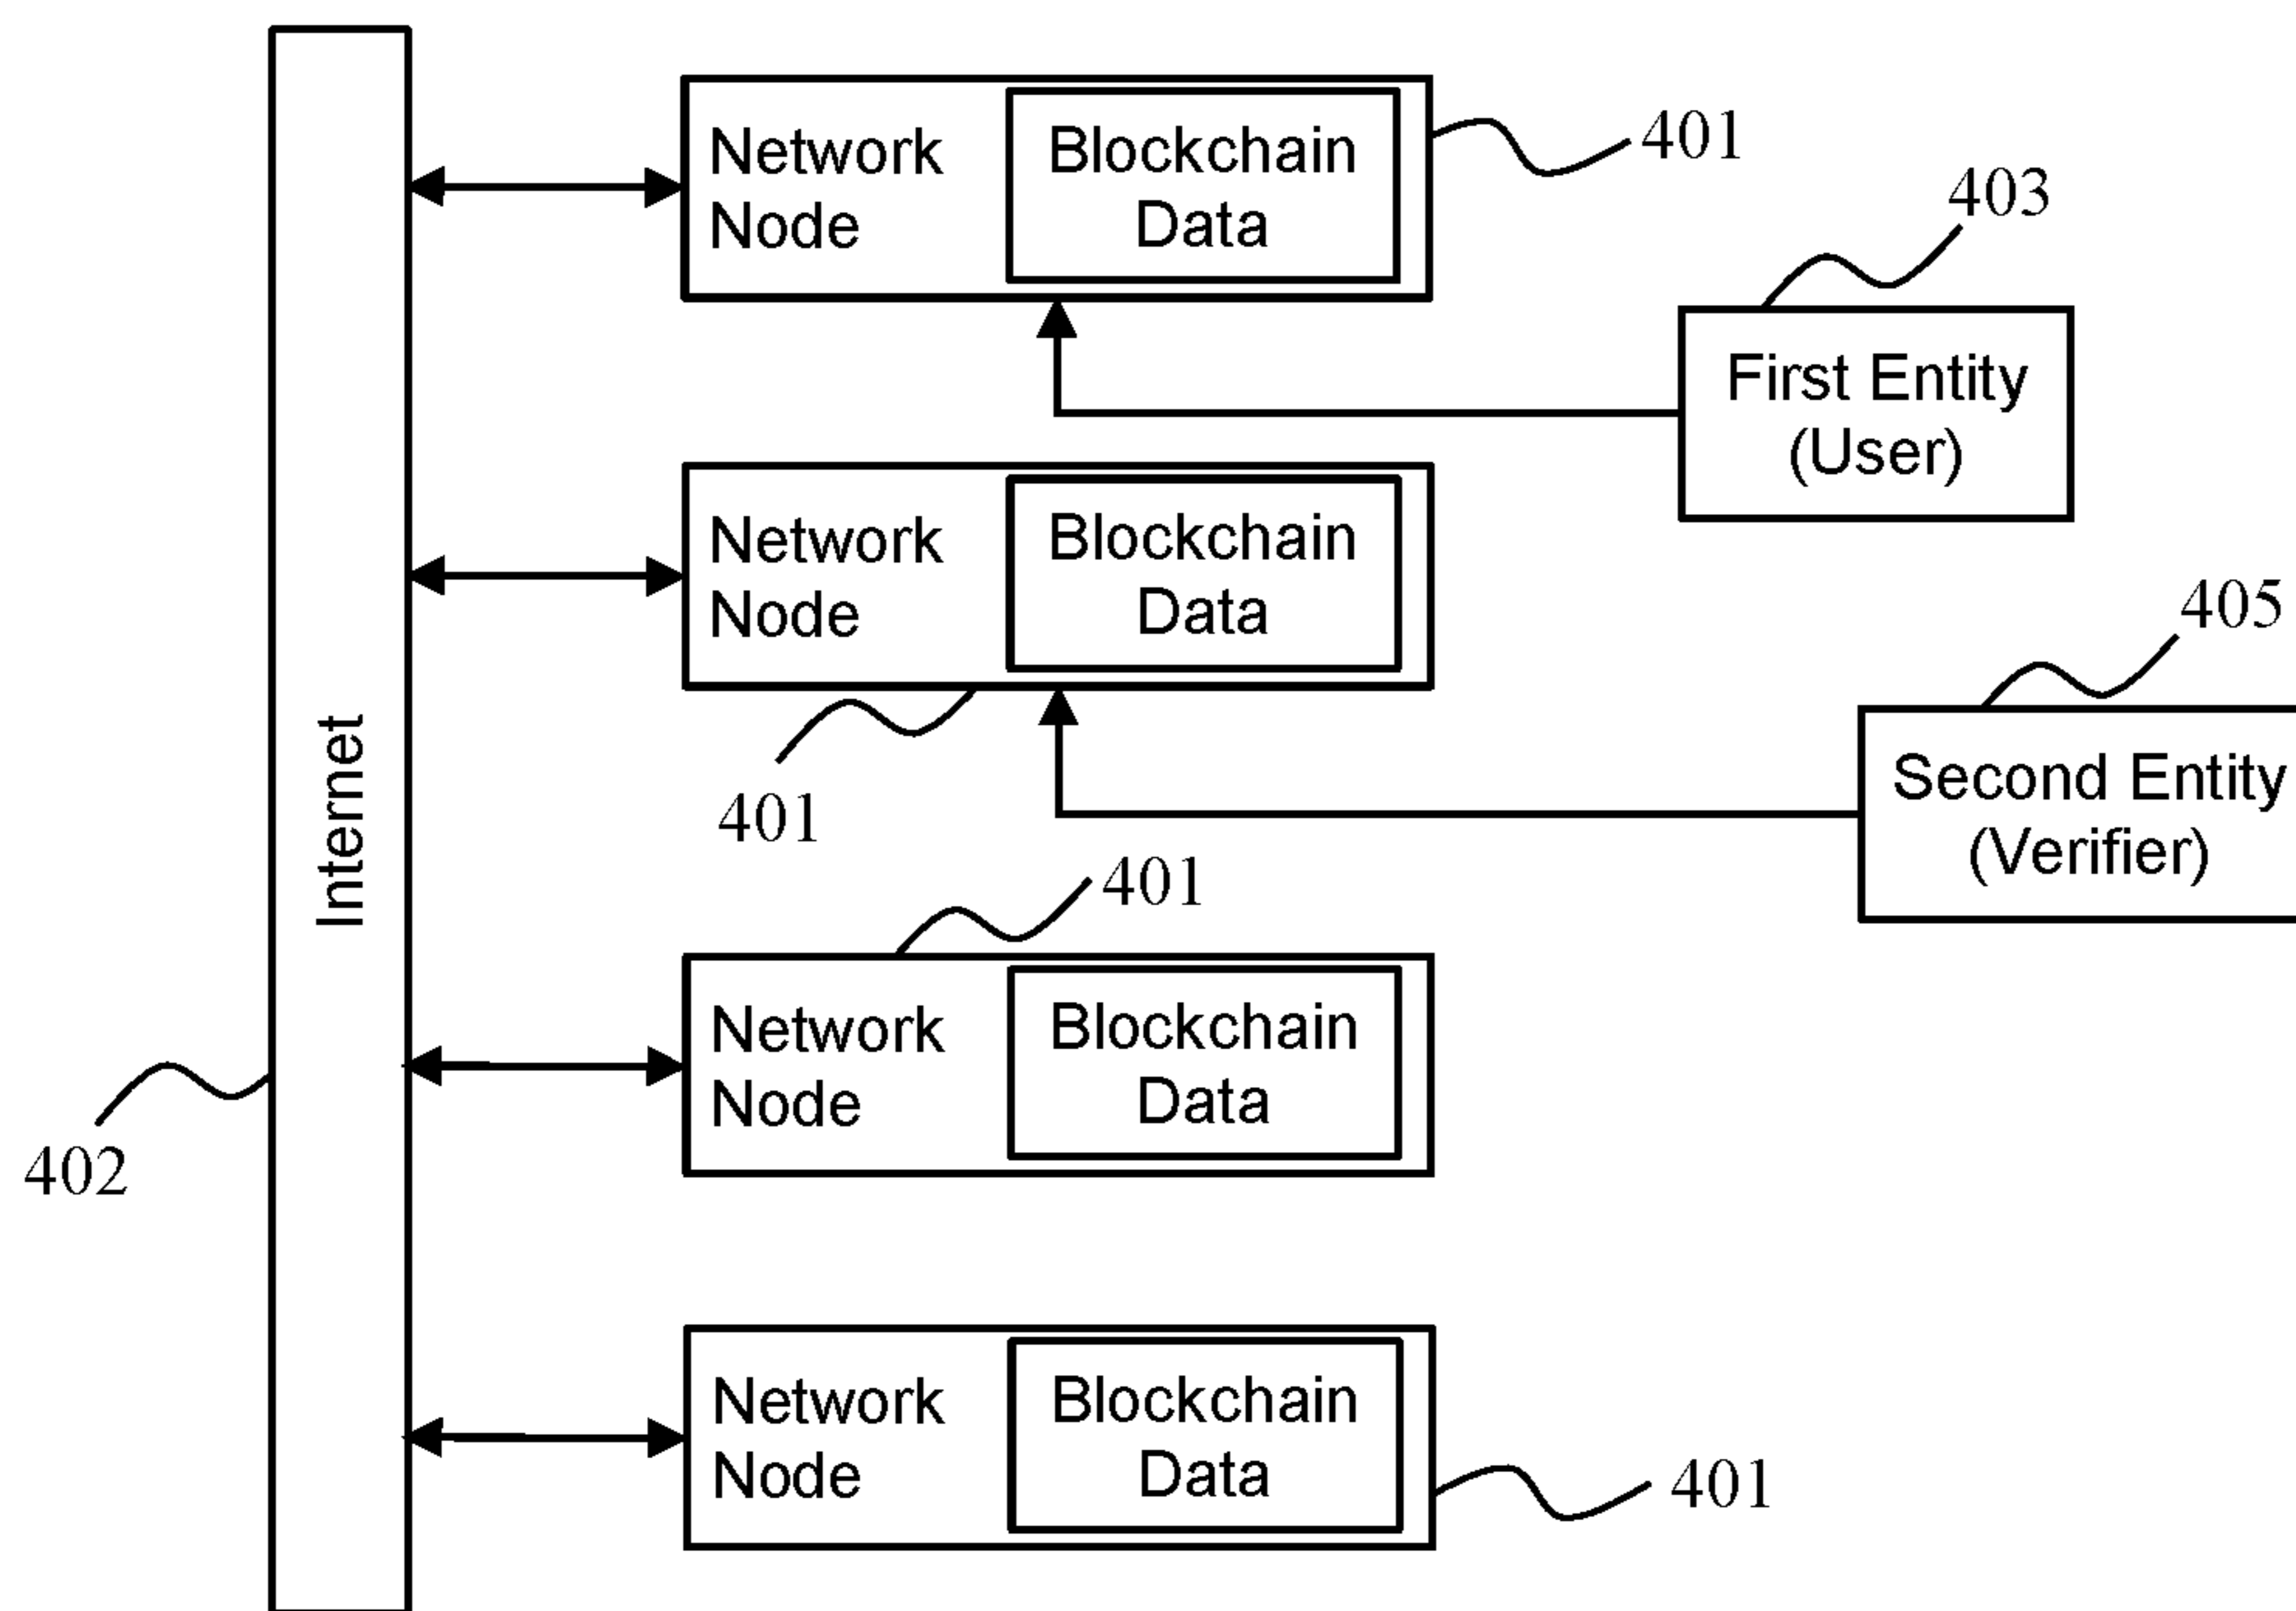 Network
Node
Blockchain
Data
401
403
First Entity
(User)
Network
Node
Blockchain
Data
401
405
Second Entity
(Verifier)
Internet
402
401
Network
Node
Blockchain
Data
Network
Node
Blockchain
Data
401